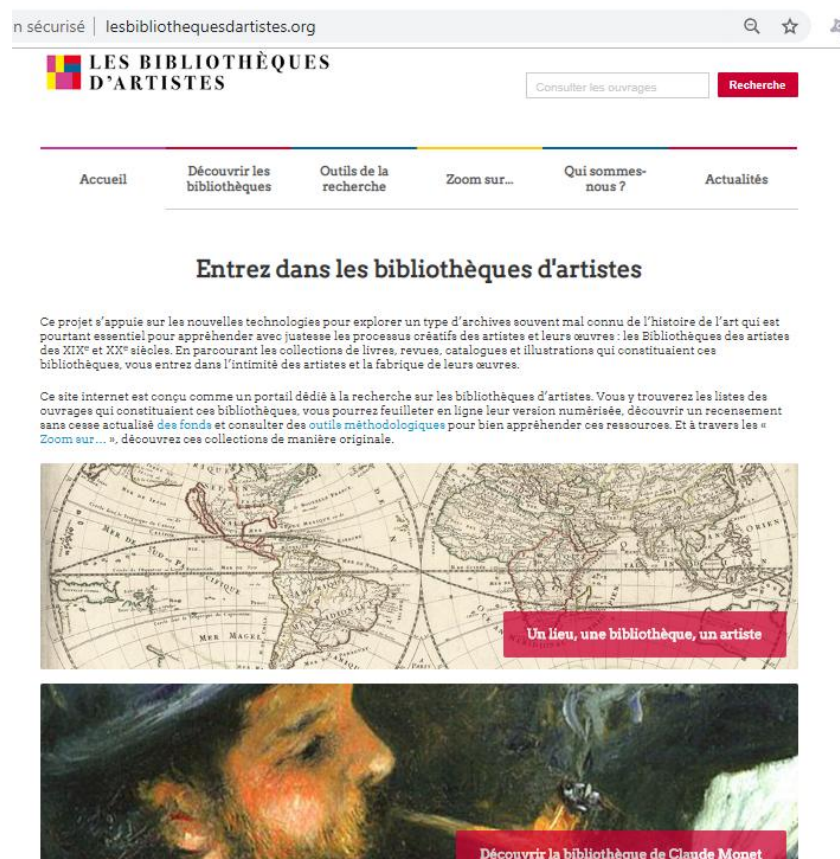 n sécurisé | lesbibliothequesdartistes.org
LES BIBLIOTHÈQUES
D'ARTISTES
Consulter les ouvrages
Recherche
Accueil
Découvrir les
bibliothèques
Outils de la
recherche
Zoom sur...
Qui sommes-
nous ?
Actualités
Entrez dans les bibliothèques d'artistes
Ce projet s'appuie sur les nouvelles technologies pour explorer un type d'archives souvent mal connu de l'histoire de l'art qui est
pourtant essentiel pour appréhender avec justesse les processus créatifs des artistes et leurs œuvres : les Bibliothèques des artistes
des XIXe et XXe siècles. En parcourant les collections de livres, revues, catalogues et illustrations qui constituaient ces
bibliothèques, vous entrez dans l'intimité des artistes et la fabrique de leurs œuvres.
Ce site internet est conçu comme un portail dédié à la recherche sur les bibliothèques d'artistes. Vous y trouverez les listes des
ouvrages qui constituaient ces bibliothèques, vous pourrez feuilleter en ligne leur version numérisée, découvrir un recensement
sans cesse actualisé des fonds et consulter des outils méthodologiques pour bien appréhender ces ressources. Et à travers les «
Zoom sur... », découvrez ces collections de manière originale.
MER DE SUD
PACIFIQUE
MER MAGEL
Un lieu, une bibliothèque, un artiste
Découvrir la bibliothèque de Claude Monet